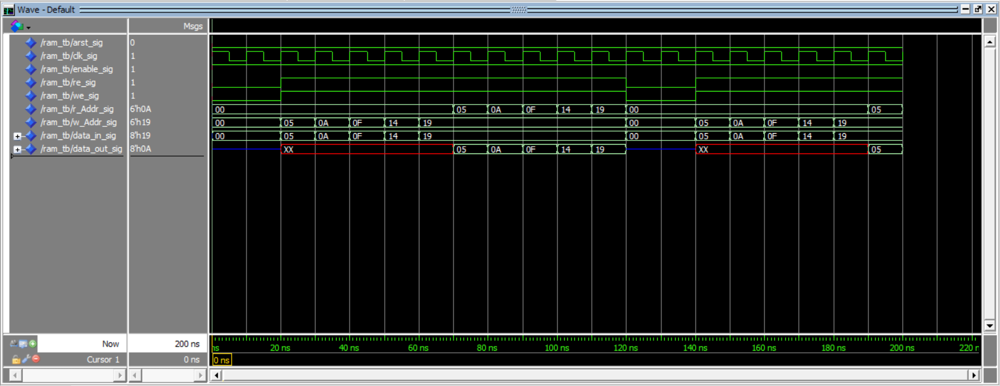 Wave - Default
Msgs
/ram_tb/arst_sig 0
/ram_tb/clk_sig 1
/ram_tb/enable_sig 1
/ram_tb/re_sig 1
/ram_tb/we_sig 1
/ram_tb/r_Addr_sig 6'h0A 00 05 0A 0F 14 19 00 05
/ram_tb/w_Addr_sig 6'h19 00 05 0A 0F 14 19 00 05 0A 0F 14 19
/ram_tb/data_in_sig 8'h19 00 05 0A 0F 14 19 00 05 0A 0F 14 19
/ram_tb/data_out_sig 8'h0A XX 05 0A 0F 14 19 XX 05
Now 200 ns ns 20 ns 40 ns 60 ns 80 ns 100 ns 120 ns 140 ns 160 ns 180 ns 200 ns 220 n
Cursor 1 0 ns 0 ns